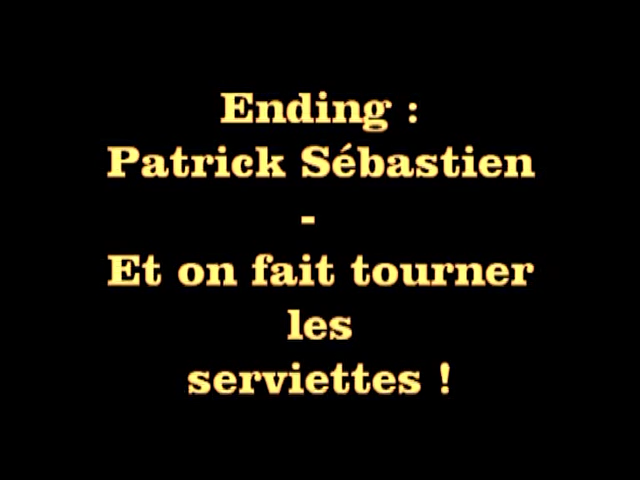 Ending :
Patrick Sébastien
-
Et on fait tourner
les
serviettes !